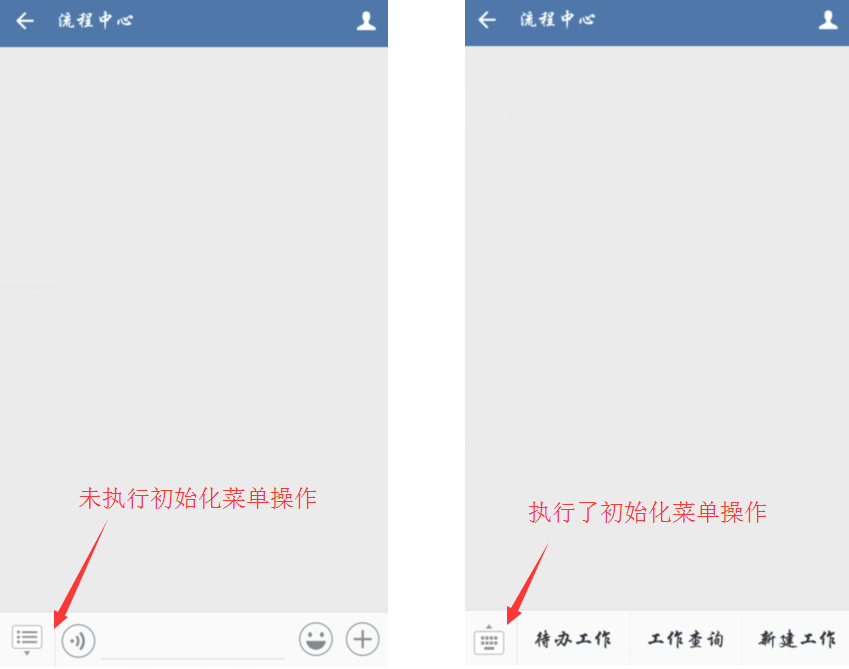 流程中心
未执行初始化菜单操作
流程中心
执行了初始化菜单操作
待办工作 工作查询 新建工作